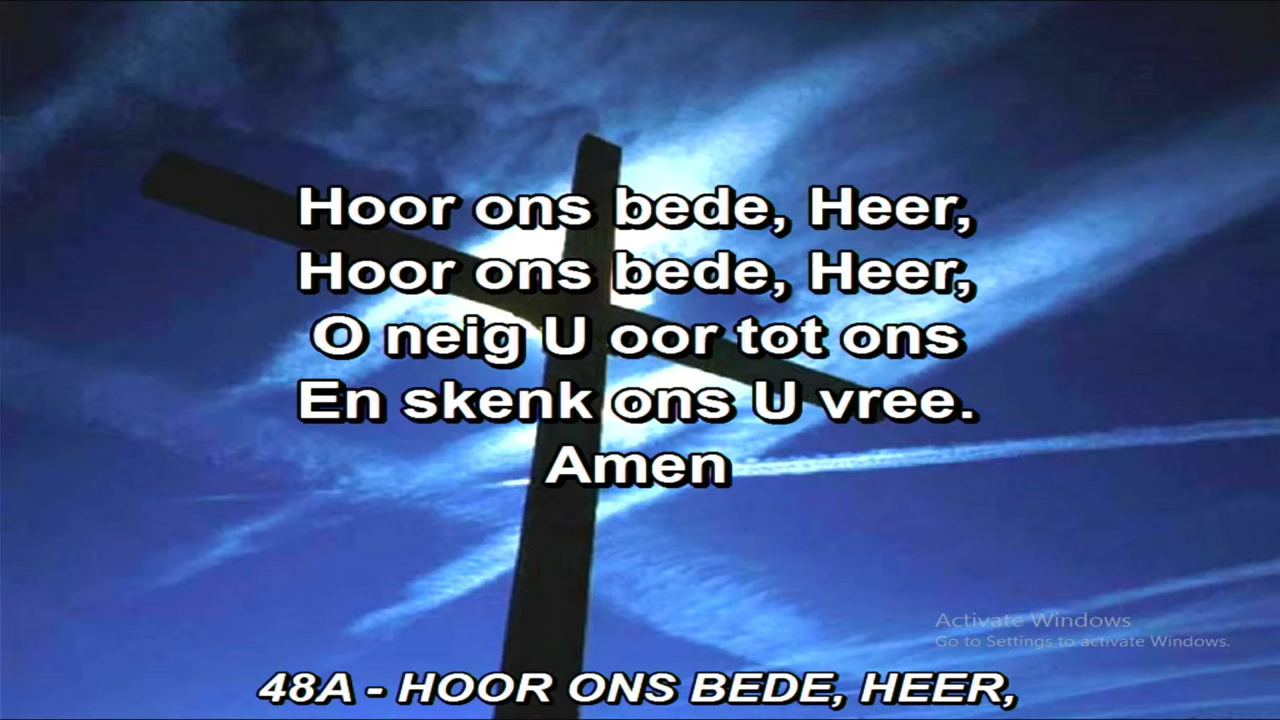 Hoor ons bede, Heer,
Hoor ons bede, Heer,
O neig U oor tot ons
En skenk ons U vree.
Amen
Activate Windows
Go to Settings to activate Windows.
48A - HOOR ONS BEDE, HEER,